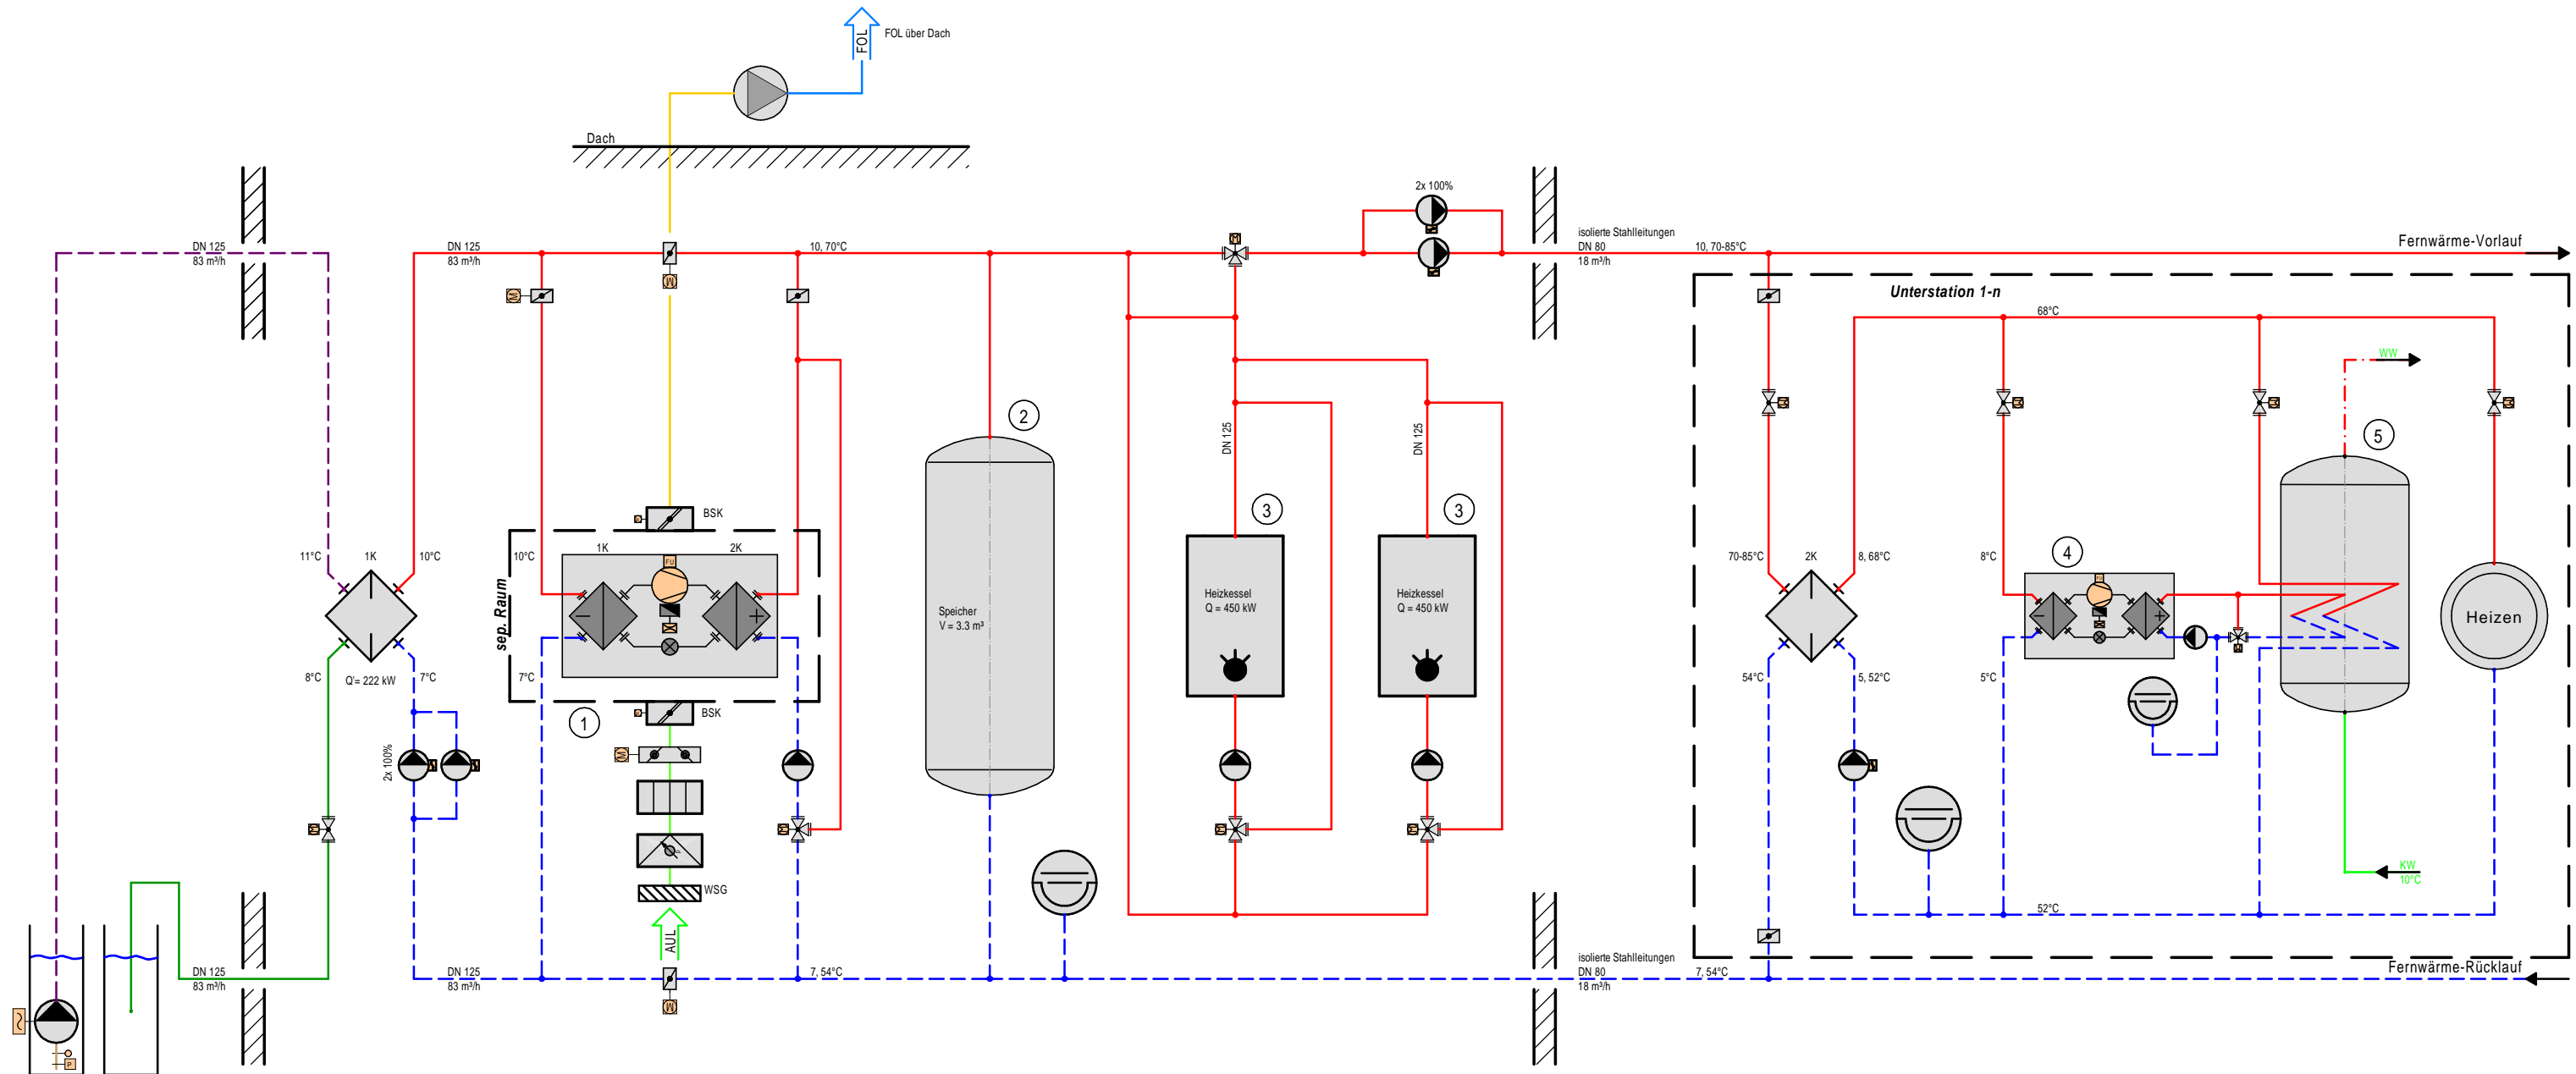 FOL
FOL über Dach
Dach
2x 100%
M
DN 125
83 m³/h
DN 125
83 m³/h
M
M
10, 70°C
isolierte Stahlleitungen
DN 80
18 m³/h
10, 70-85°C
Fernwärme-Vorlauf
Unterstation 1-n
68°C
WW
2
5
DN 125
DN 125
3
3
BSK
11°C
1K
10°C
10°C
1K
2K
FU
70-85°C
2K
8, 68°C
8°C
4
FU
sep. Raum
Speicher
V = 3.3 m³
Heizkessel
Q = 450 kW
Heizkessel
Q = 450 kW
Heizen
8°C
Q'= 222 kW
7°C
7°C
54°C
5, 52°C
5°C
1
BSK
2x 100%
M
WSG
KW
10°C
52°C
AUL
DN 125
83 m³/h
DN 125
83 m³/h
M
7, 54°C
isolierte Stahlleitungen
DN 80
18 m³/h
7, 54°C
Fernwärme-Rücklauf
P